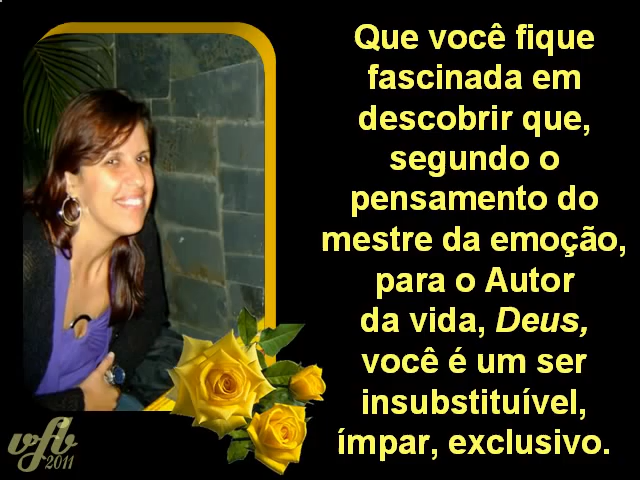 Que você fique
fascinada em
descobrir que,
segundo o
pensamento do
mestre da emoção,
para o Autor
da vida, Deus,
você é um ser
insubstituível,
ímpar, exclusivo.
vfv
2011